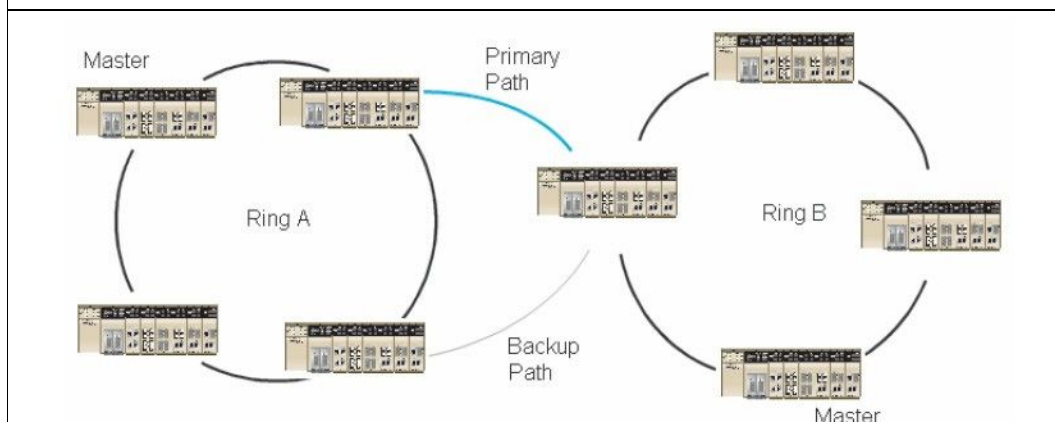 Master
Primary
Path
Ring A
Ring B
Backup
Path
Master